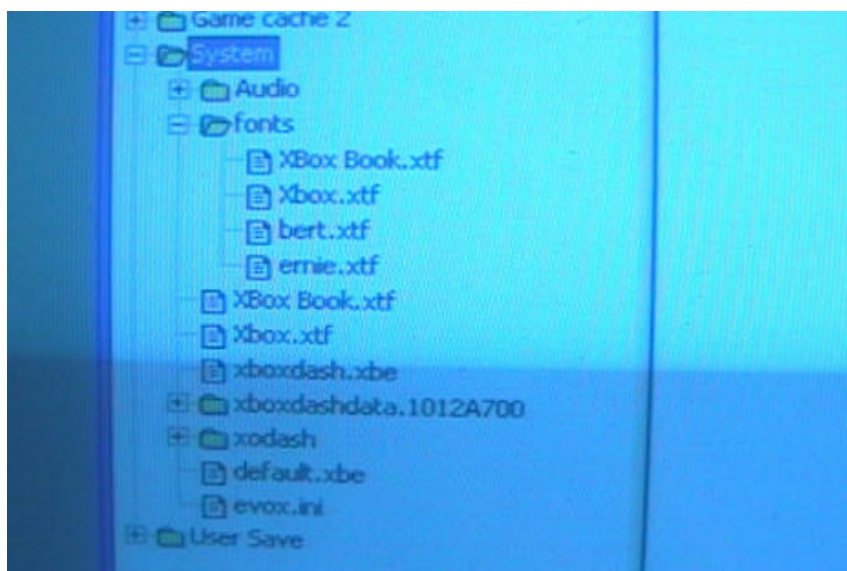 Game cache 2
System
Audio
fonts
XBox Book.xtf
Xbox.xtf
bert.xtf
ernie.xtf
XBox Book.xtf
Xbox.xtf
xboxdash.xbe
xboxdashdata.1012A700
xodash
default.xbe
evox.ini
User Save